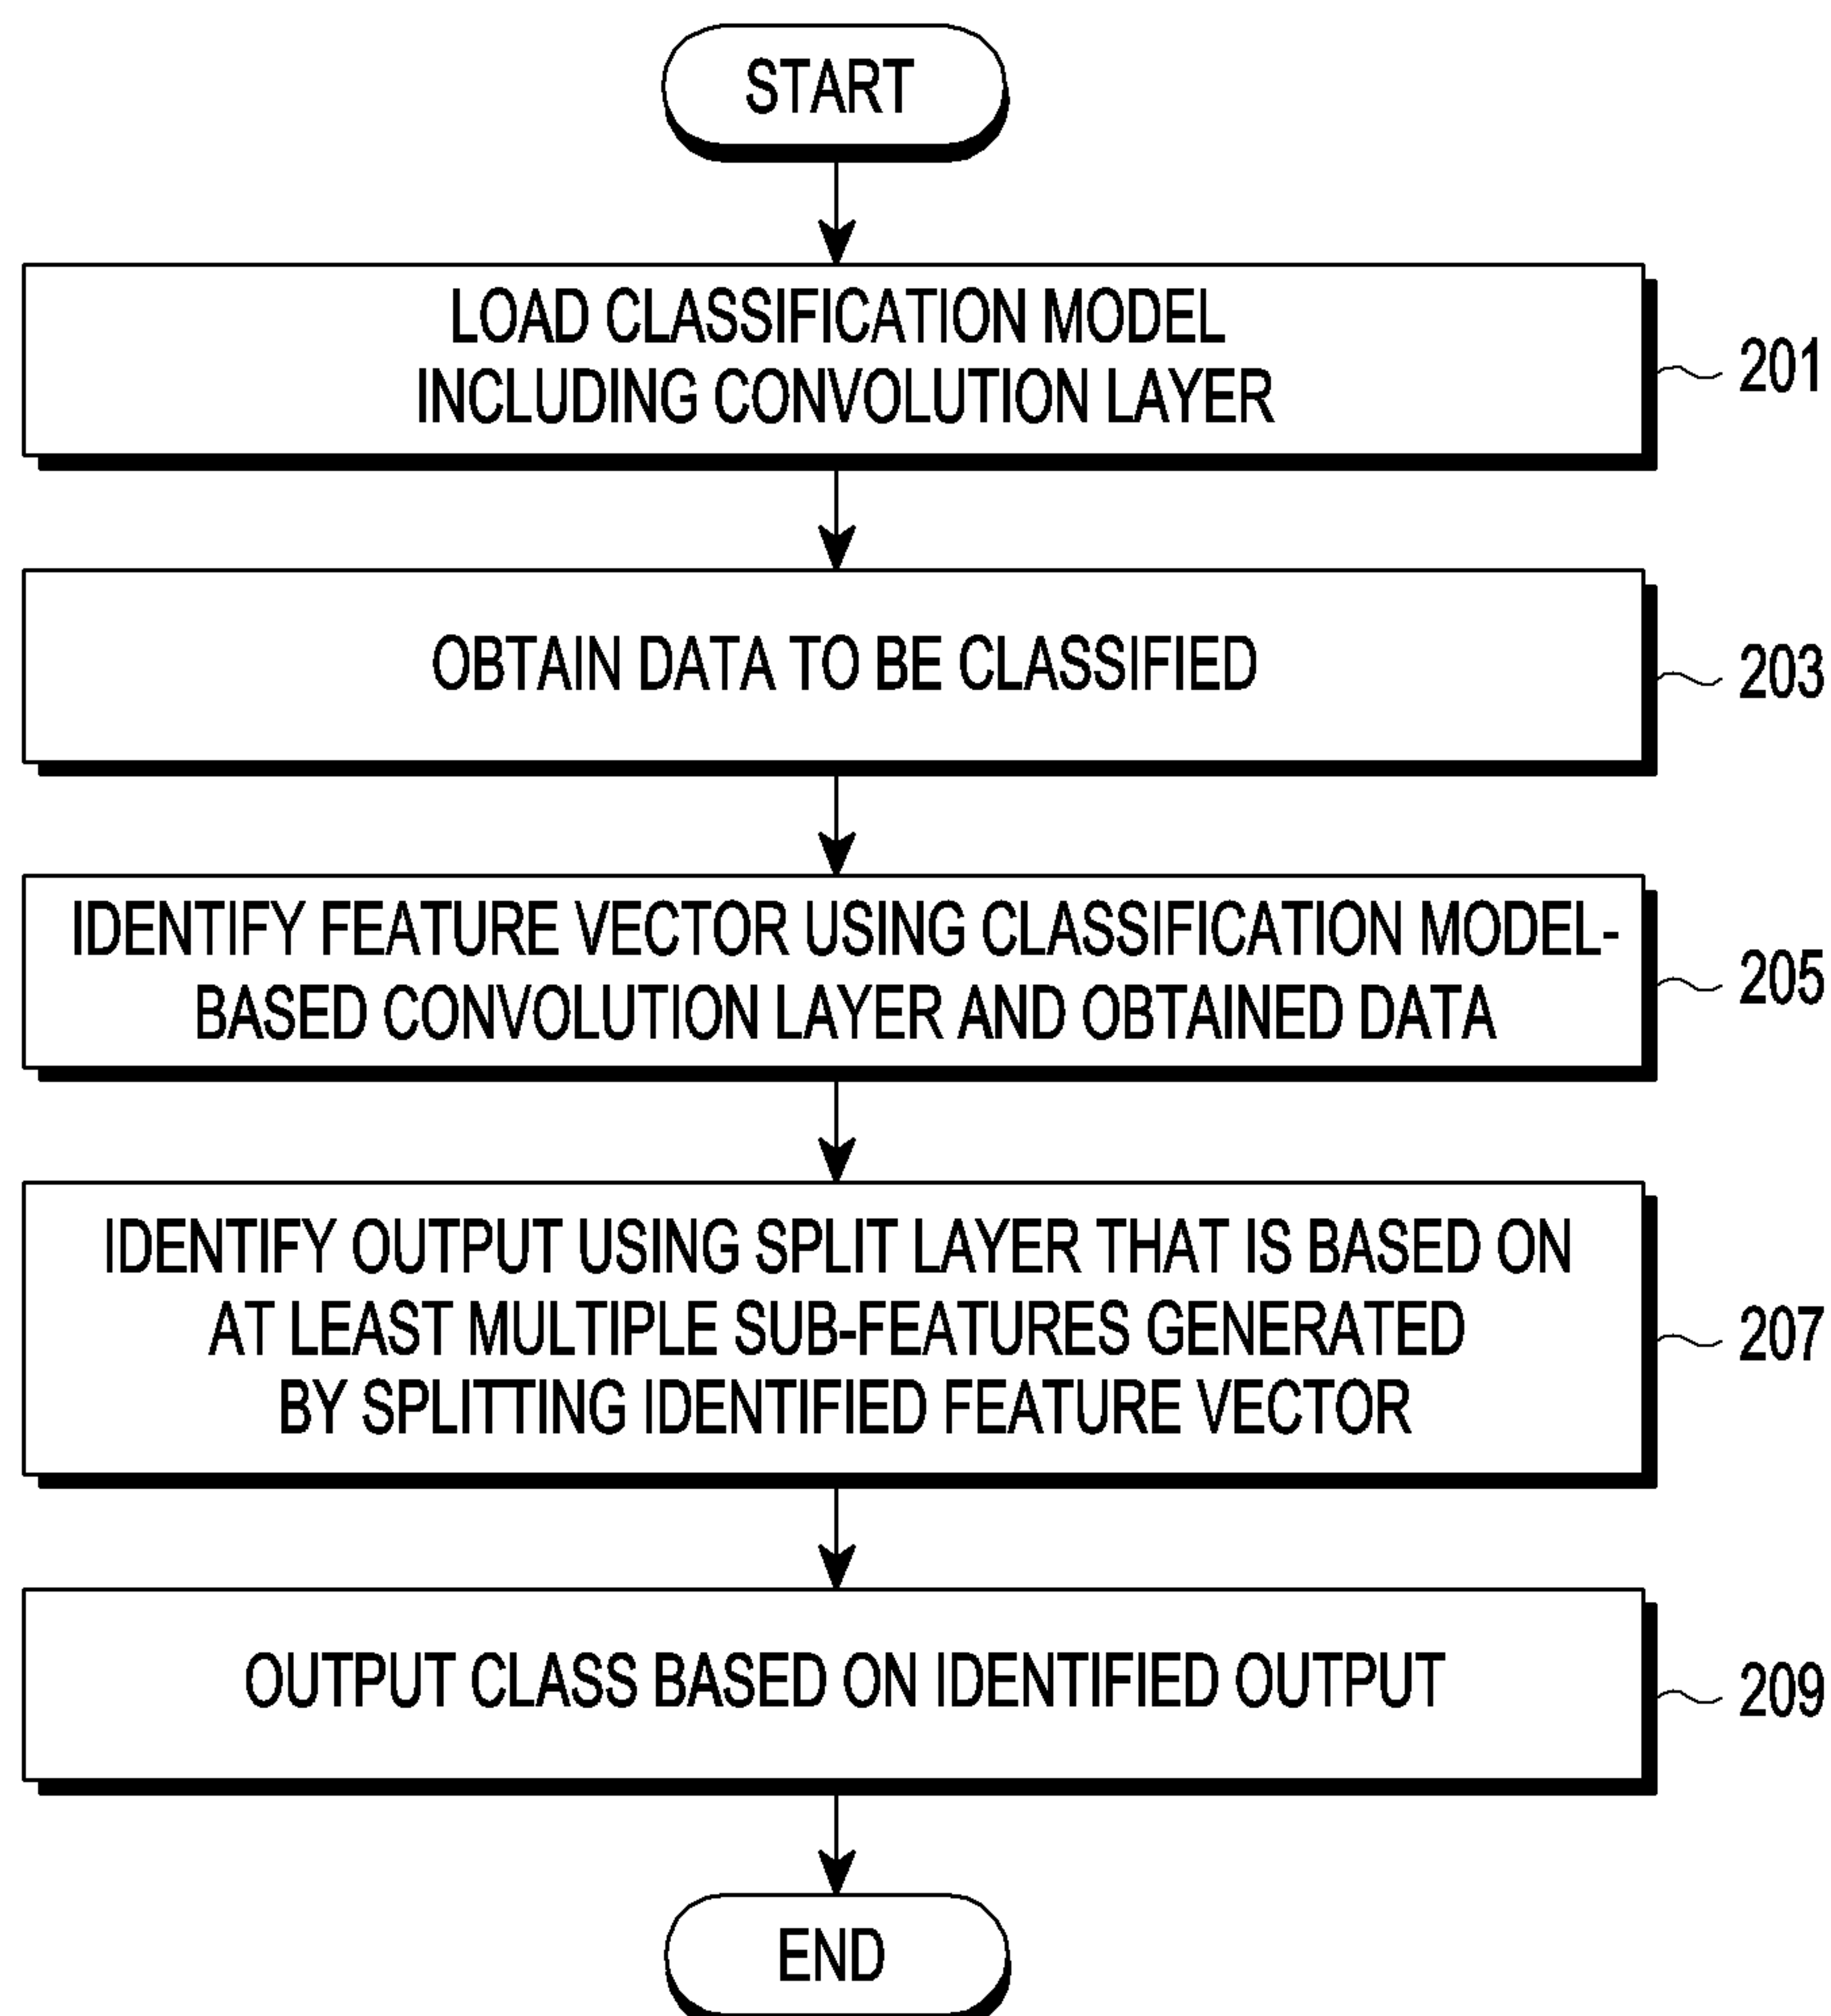 START
LOAD CLASSIFICATION MODEL
INCLUDING CONVOLUTION LAYER
201
OBTAIN DATA TO BE CLASSIFIED
203
IDENTIFY FEATURE VECTOR USING CLASSIFICATION MODEL-
BASED CONVOLUTION LAYER AND OBTAINED DATA
205
IDENTIFY OUTPUT USING SPLIT LAYER THAT IS BASED ON
AT LEAST MULTIPLE SUB-FEATURES GENERATED
BY SPLITTING IDENTIFIED FEATURE VECTOR
207
OUTPUT CLASS BASED ON IDENTIFIED OUTPUT
209
END